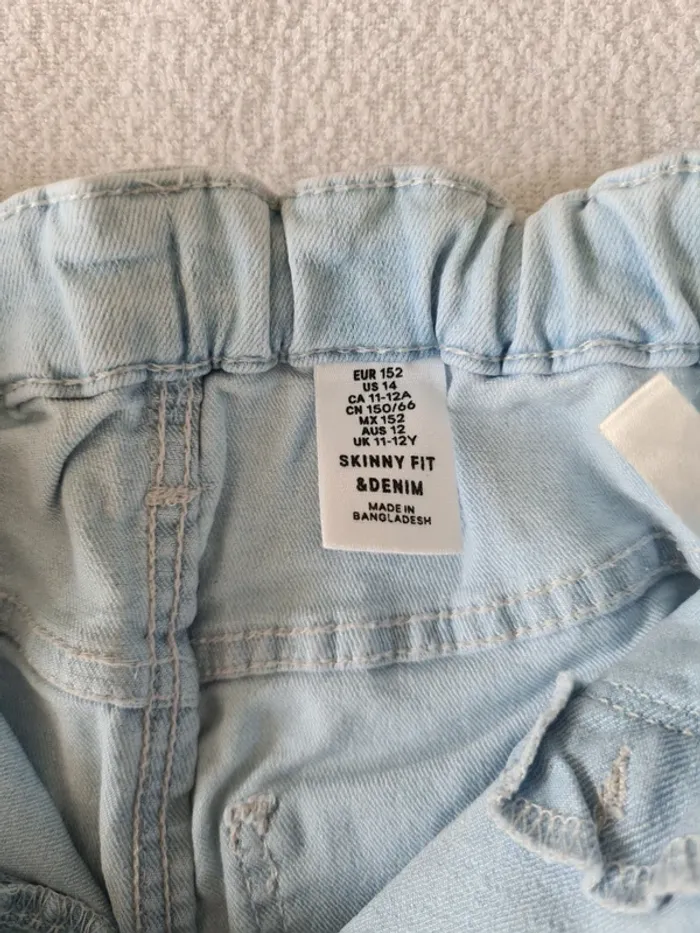 EUR 152
US 14
CA 11-12A
CN 150/66
MX 152
AUS 12
UK 11-12Y
SKINNY FIT
&DENIM
MADE IN
BANGLADESH